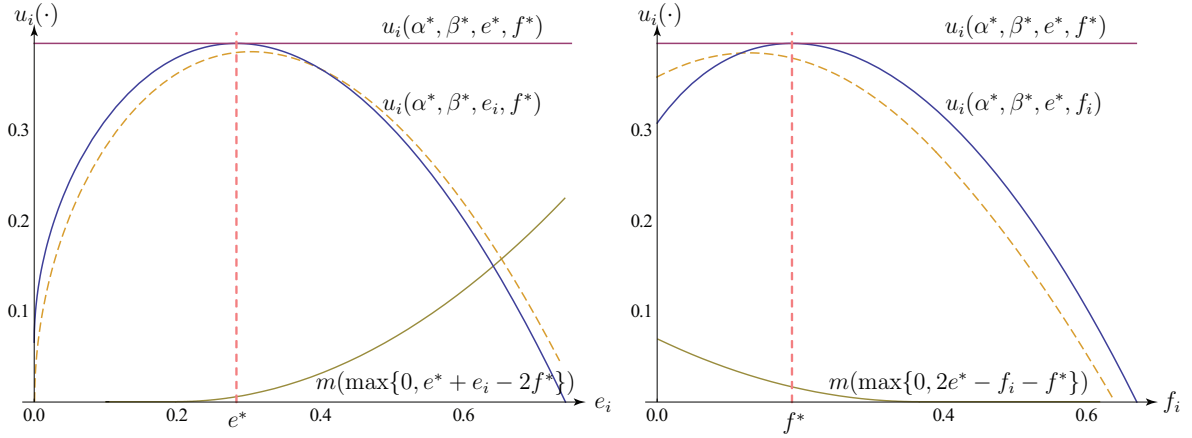 u_i(·)
u_i(α*, β*, e*, f*)
u_i(α*, β*, e_i, f*)
0.3
0.2
0.1
m(max{0, e* + e_i − 2f*})
0.0
0.2
e*
0.4
0.6
e_i
u_i(·)
u_i(α*, β*, e*, f*)
u_i(α*, β*, e*, f_i)
0.3
0.2
0.1
m(max{0, 2e* − f_i − f*})
0.0
f*
0.4
0.6
f_i